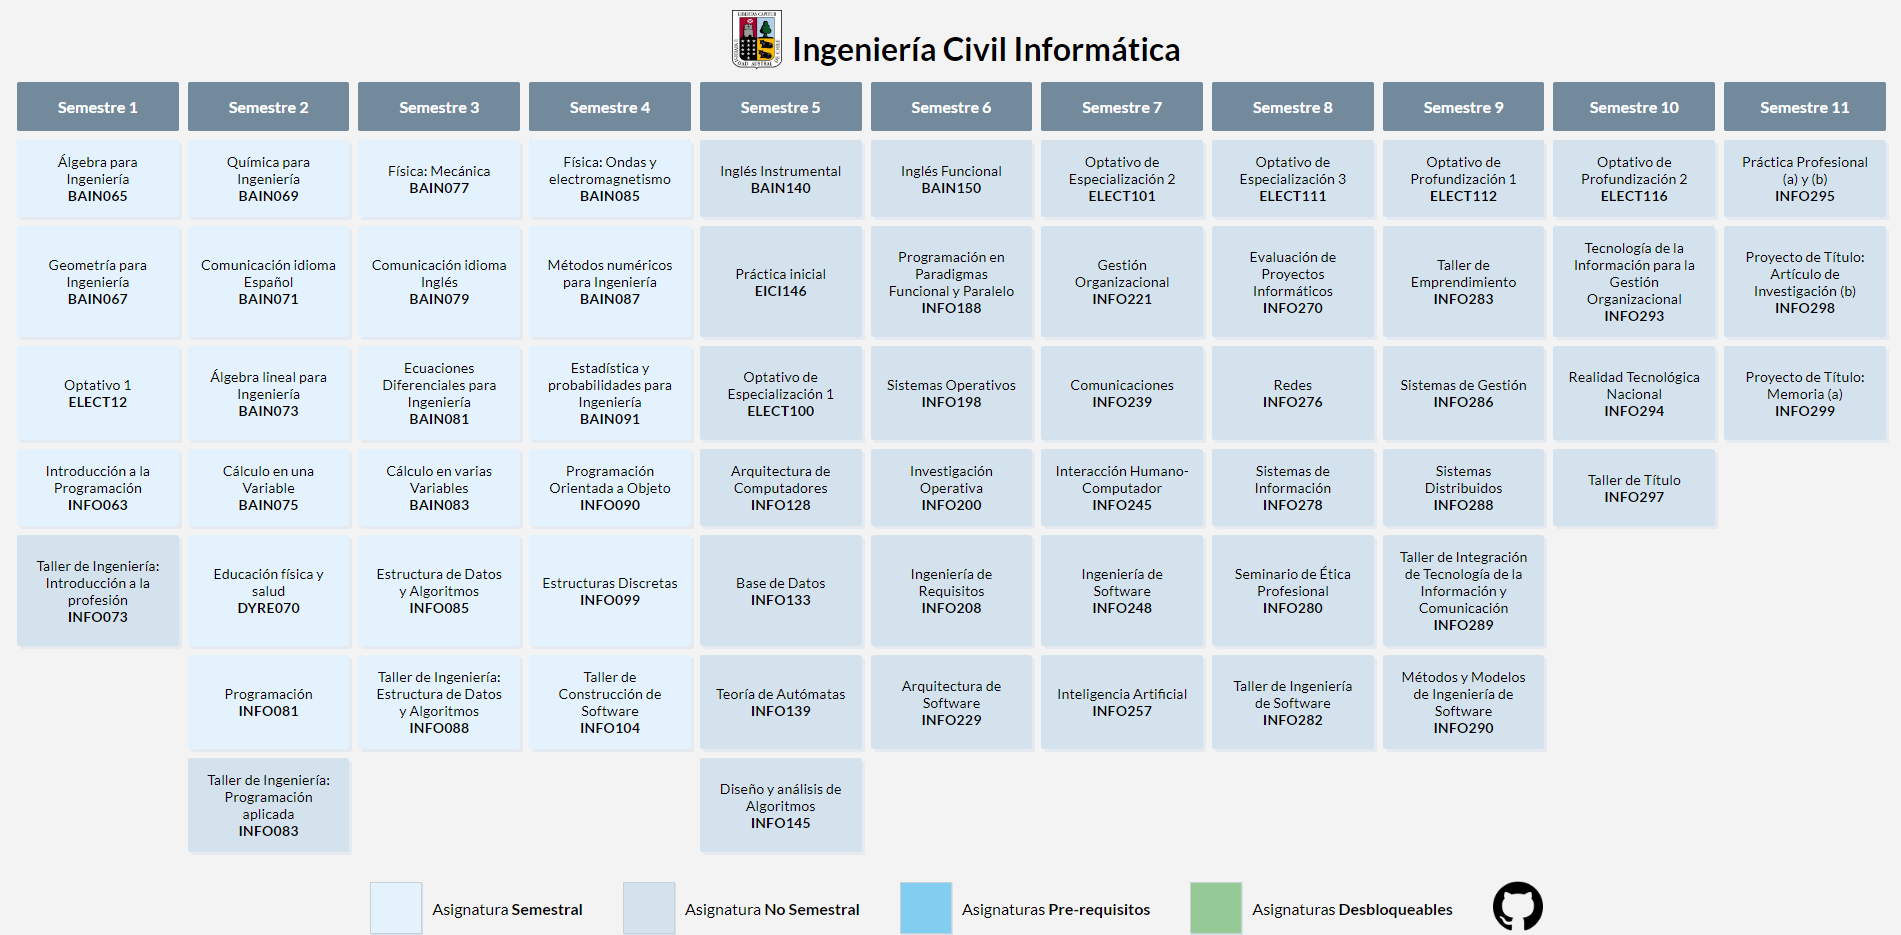 Ingeniería Civil Informática
Semestre 1
Semestre 2
Semestre 3
Semestre 4
Semestre 5
Semestre 6
Semestre 7
Semestre 8
Semestre 9
Semestre 10
Semestre 11
Álgebra para
Ingeniería
BAIN065
Química para
Ingeniería
BAIN069
Física: Mecánica
BAIN077
Física: Ondas y
electromagnetismo
BAIN085
Inglés Instrumental
BAIN140
Inglés Funcional
BAIN150
Optativo de
Especialización 2
ELECT101
Optativo de
Especialización 3
ELECT111
Optativo de
Profundización 1
ELECT112
Optativo de
Profundización 2
ELECT116
Práctica Profesional
(a) y (b)
INFO295
Geometría para
Ingeniería
BAIN067
Comunicación idioma
Español
BAIN071
Comunicación idioma
Inglés
BAIN079
Métodos numéricos
para Ingeniería
BAIN087
Práctica inicial
EICI146
Programación en
Paradigmas
Funcional y Paralelo
INFO188
Gestión
Organizacional
INFO221
Evaluación de
Proyectos
Informáticos
INFO270
Taller de
Emprendimiento
INFO283
Tecnología de la
Información para la
Gestión
Organizacional
INFO293
Proyecto de Título:
Artículo de
Investigación (b)
INFO298
Optativo 1
ELECT12
Álgebra lineal para
Ingeniería
BAIN073
Ecuaciones
Diferenciales para
Ingeniería
BAIN081
Estadística y
probabilidades para
Ingeniería
BAIN091
Optativo de
Especialización 1
ELECT100
Sistemas Operativos
INFO198
Comunicaciones
INFO239
Redes
INFO276
Sistemas de Gestión
INFO286
Realidad Tecnológica
Nacional
INFO294
Proyecto de Título:
Memoria (a)
INFO299
Introducción a la
Programación
INFO063
Cálculo en una
Variable
BAIN075
Cálculo en varias
Variables
BAIN083
Programación
Orientada a Objeto
INFO090
Arquitectura de
Computadores
INFO128
Investigación
Operativa
INFO200
Interacción Humano-
Computador
INFO245
Sistemas de
Información
INFO278
Sistemas
Distribuidos
INFO288
Taller de Título
INFO297
Taller de Ingeniería:
Introducción a la
profesión
INFO073
Educación física y
salud
DYRE070
Estructura de Datos
y Algoritmos
INFO085
Estructuras Discretas
INFO099
Base de Datos
INFO133
Ingeniería de
Requisitos
INFO208
Ingeniería de
Software
INFO248
Seminario de Ética
Profesional
INFO280
Taller de Integración
de Tecnología de la
Información y
Comunicación
INFO289
Programación
INFO081
Taller de Ingeniería:
Estructura de Datos
y Algoritmos
INFO088
Taller de
Construcción de
Software
INFO104
Teoría de Autómatas
INFO139
Arquitectura de
Software
INFO229
Inteligencia Artificial
INFO257
Taller de Ingeniería
de Software
INFO282
Métodos y Modelos
de Ingeniería de
Software
INFO290
Taller de Ingeniería:
Programación
aplicada
INFO083
Diseño y análisis de
Algoritmos
INFO145
Asignatura Semestral
Asignatura No Semestral
Asignaturas Pre-requisitos
Asignaturas Desbloqueables